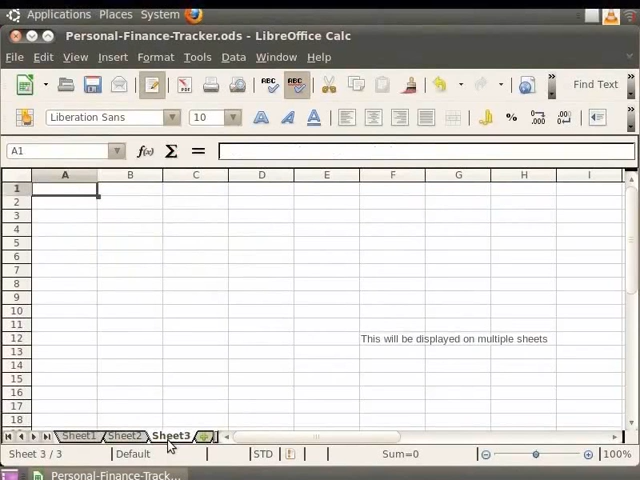 Applications Places System
Personal-Finance-Tracker.ods - LibreOffice Calc
File Edit View Insert Format Tools Data Window Help
ABC ABC Find Text
Liberation Sans 10 A A A %
A1 f(x) Σ =
A B C D E F G H I
1
2
3
4
5
6
7
8
9
10
11
12 This will be displayed on multiple sheets
13
14
15
16
17
18
Sheet1 Sheet2 Sheet3
Sheet 3 / 3 Default STD Sum=0 100%
Personal-Finance-Track...